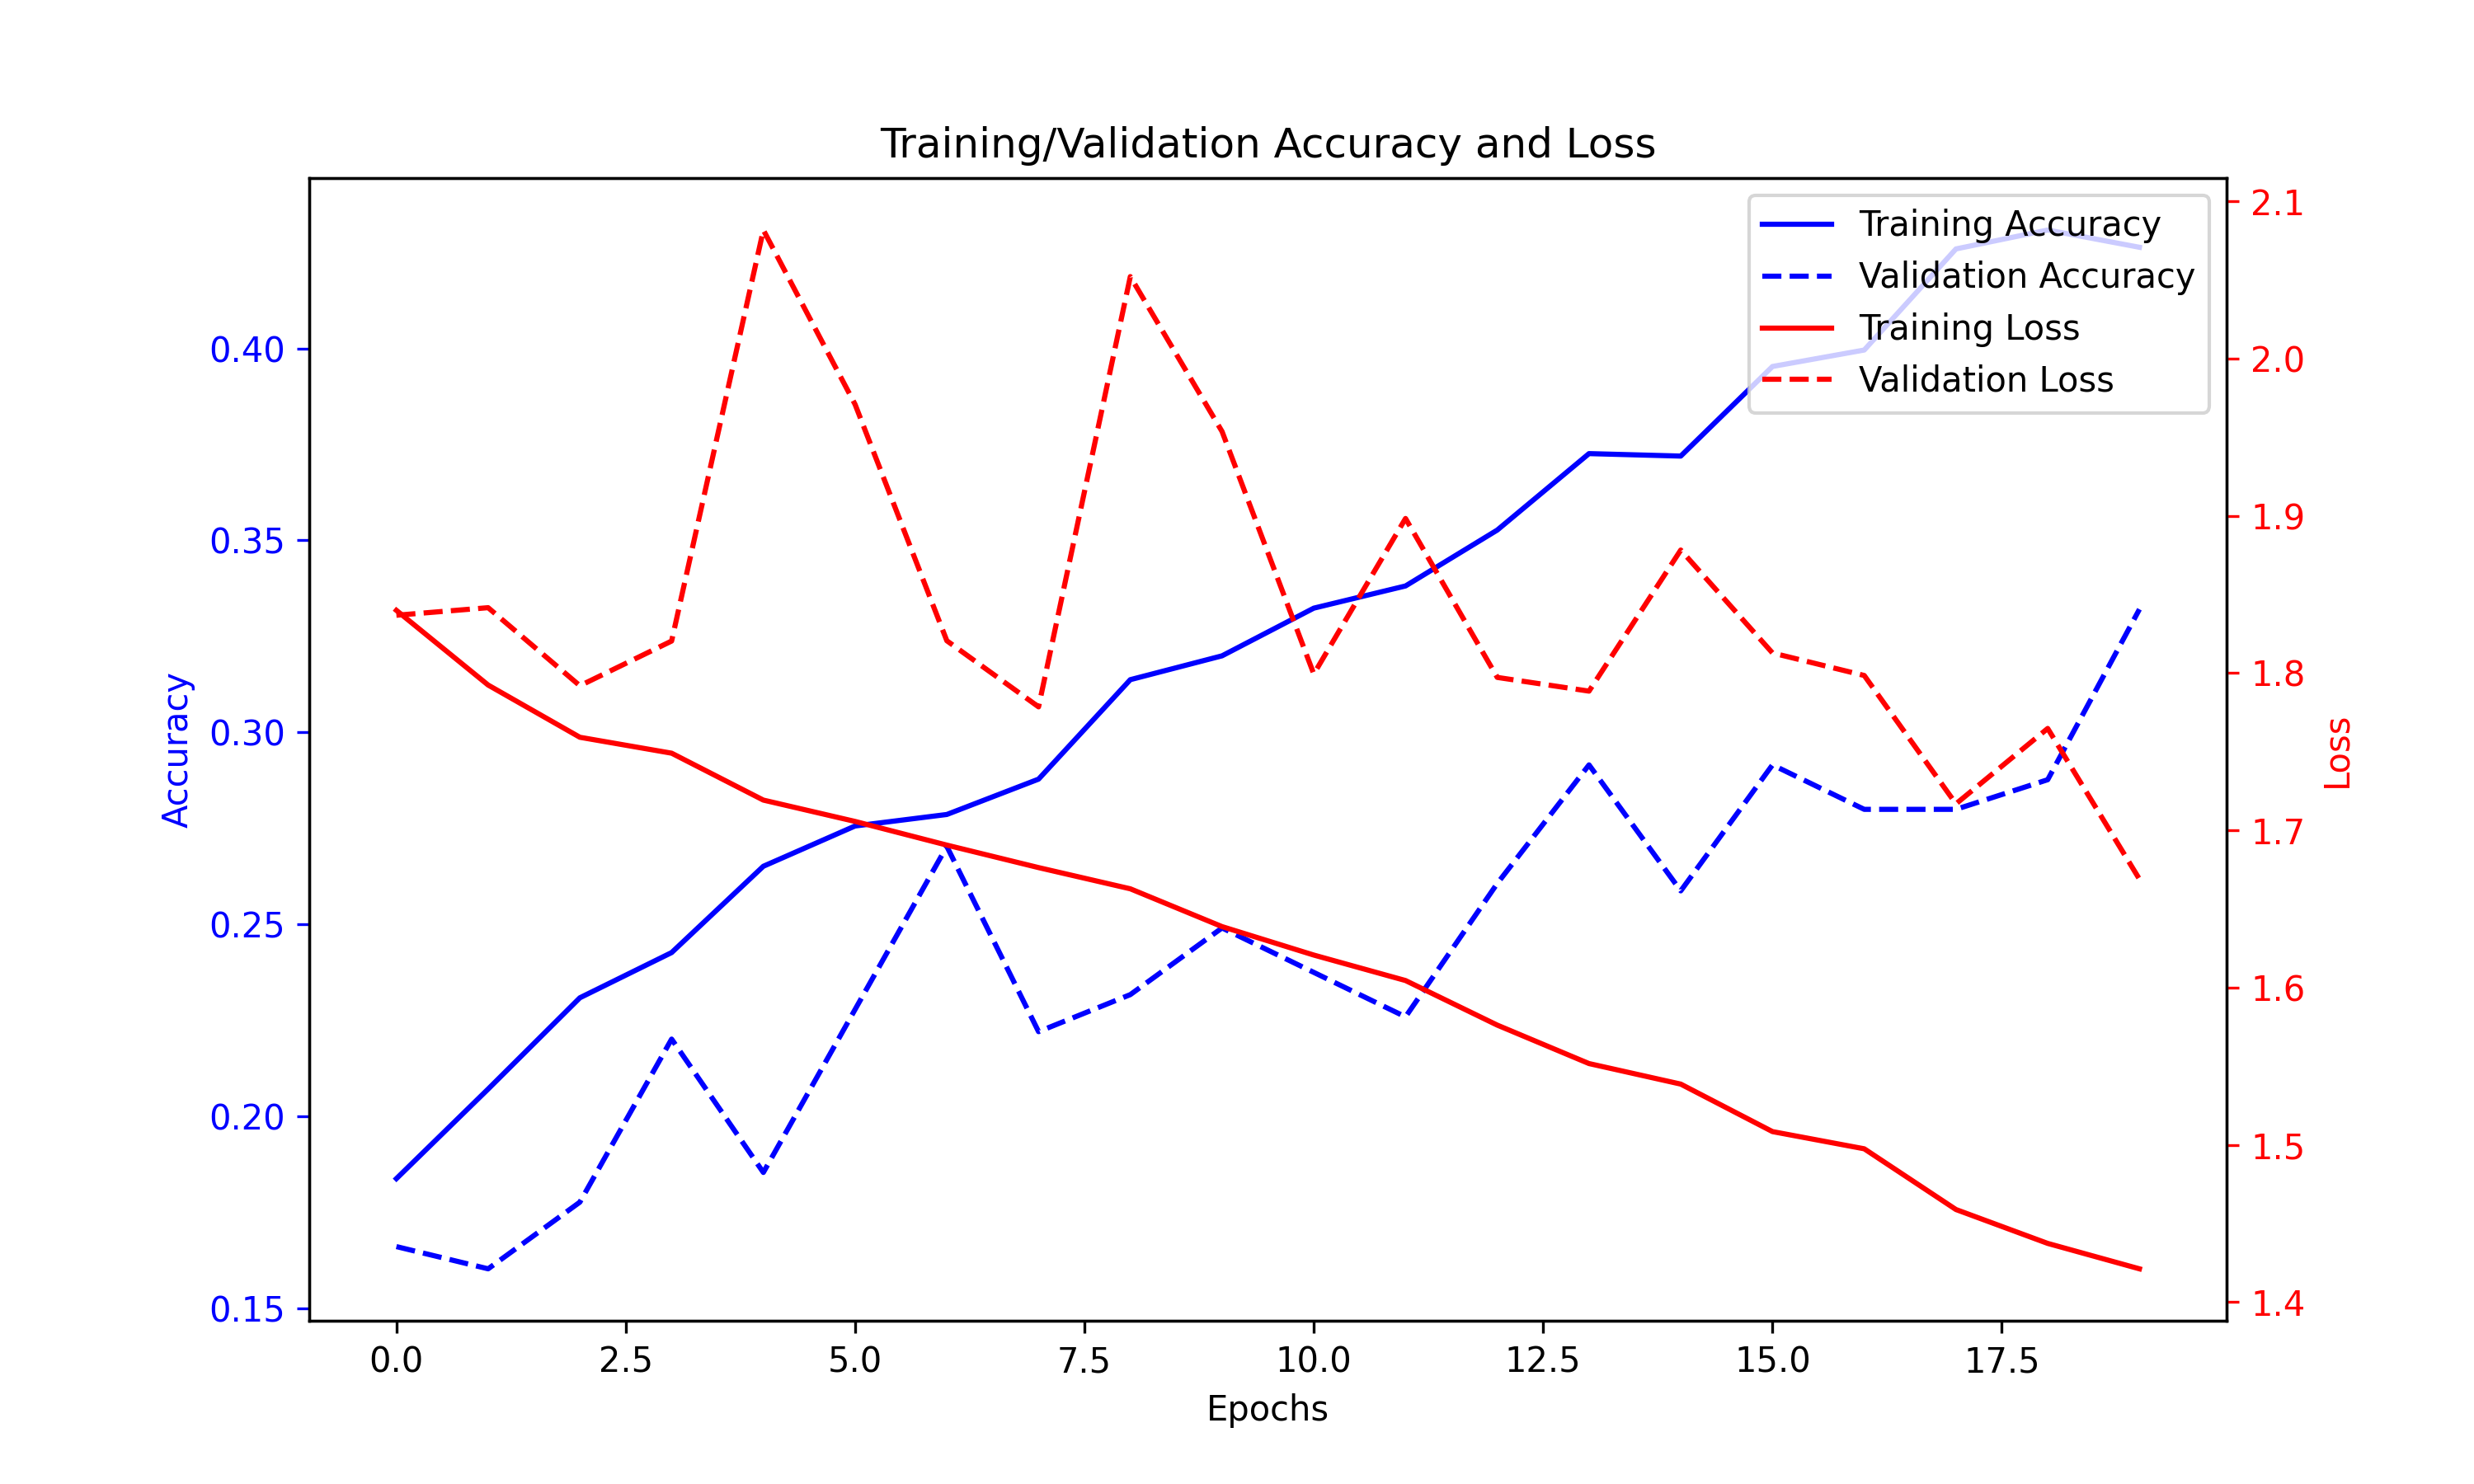 Training/Validation Accuracy and Loss
Training Accuracy
Validation Accuracy
Training Loss
Validation Loss
Accuracy
0.40
0.35
0.30
0.25
0.20
0.15
2.1
2.0
1.9
1.8
1.7
1.6
1.5
1.4
Loss
0.0 2.5 5.0 7.5 10.0 12.5 15.0 17.5
Epochs